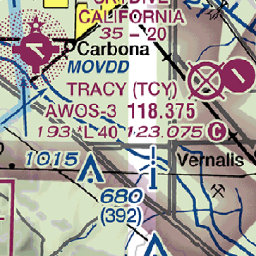 SKYDIVE
CALIFORNIA
35 - 20
Carbona
MOVDD
TRACY (TCY)
AWOS-3 118.375
193 *L 40 123.075 C
1015
Vernalis
680
(392)